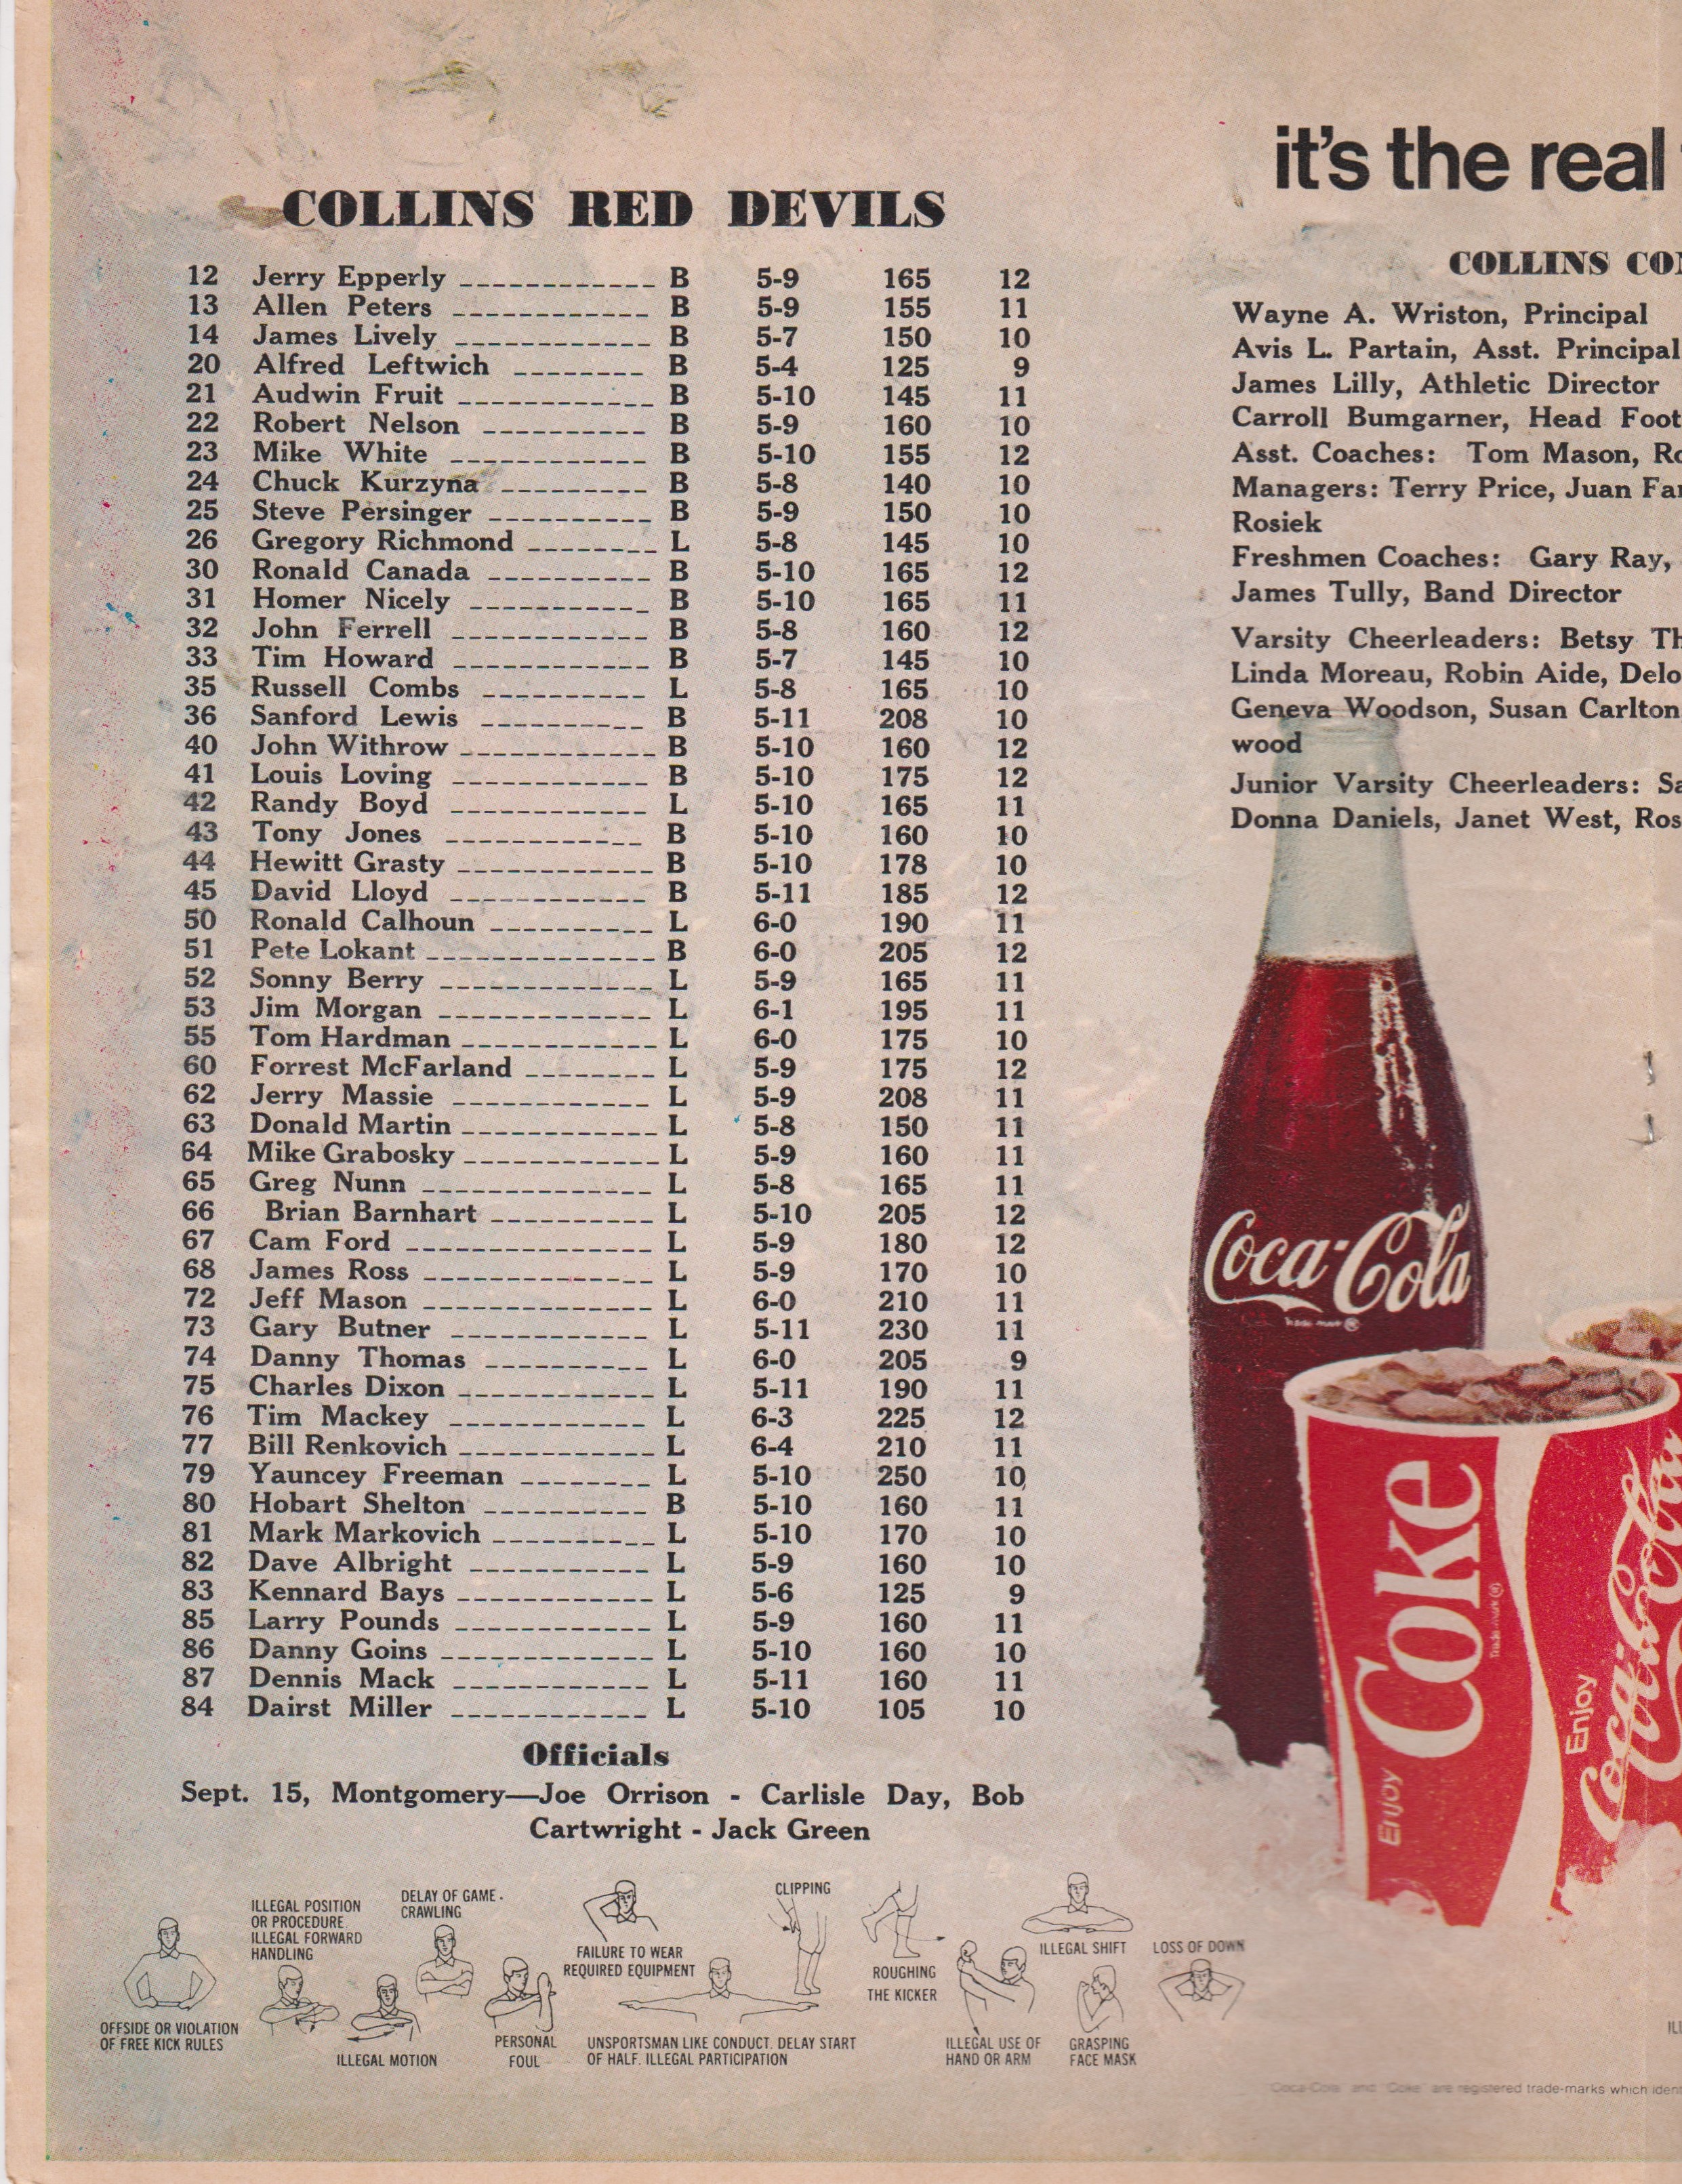 COLLINS RED DEVILS
12 Jerry Epperly ____________ B 5-9 165 12
13 Allen Peters ____________ B 5-9 155 11
14 James Lively ____________ B 5-7 150 10
20 Alfred Leftwich ________ B 5-4 125 9
21 Audwin Fruit ____________ B 5-10 145 11
22 Robert Nelson __________ B 5-9 160 10
23 Mike White ____________ B 5-10 155 12
24 Chuck Kurzyna _________ B 5-8 140 10
25 Steve Persinger __________ B 5-9 150 10
26 Gregory Richmond ________ L 5-8 145 10
30 Ronald Canada __________ B 5-10 165 12
31 Homer Nicely ___________ B 5-10 165 11
32 John Ferrell ____________ B 5-8 160 12
33 Tim Howard ____________ B 5-7 145 10
35 Russell Combs __________ L 5-8 165 10
36 Sanford Lewis __________ B 5-11 208 10
40 John Withrow ____________ B 5-10 160 12
41 Louis Loving ____________ B 5-10 175 12
42 Randy Boyd ____________ L 5-10 165 11
43 Tony Jones ____________ B 5-10 160 10
44 Hewitt Grasty ____________ B 5-10 178 10
45 David Lloyd ____________ B 5-11 185 12
50 Ronald Calhoun __________ L 6-0 190 11
51 Pete Lokant ______________ B 6-0 205 12
52 Sonny Berry _____________ L 5-9 165 11
53 Jim Morgan _____________ L 6-1 195 11
55 Tom Hardman ____________ L 6-0 175 10
60 Forrest McFarland ________ L 5-9 175 12
62 Jerry Massie ____________ L 5-9 208 11
63 Donald Martin ____________ L 5-8 150 11
64 Mike Grabosky ____________ L 5-9 160 11
65 Greg Nunn ______________ L 5-8 165 11
66 Brian Barnhart __________ L 5-10 205 12
67 Cam Ford _______________ L 5-9 180 12
68 James Ross ______________ L 5-9 170 10
72 Jeff Mason ______________ L 6-0 210 11
73 Gary Butner ____________ L 5-11 230 11
74 Danny Thomas __________ L 6-0 205 9
75 Charles Dixon ____________ L 5-11 190 11
76 Tim Mackey ____________ L 6-3 225 12
77 Bill Renkovich ____________ L 6-4 210 11
79 Yauncey Freeman ________ L 5-10 250 10
80 Hobart Shelton __________ B 5-10 160 11
81 Mark Markovich __________ L 5-10 170 10
82 Dave Albright ___________ L 5-9 160 10
83 Kennard Bays ____________ L 5-6 125 9
85 Larry Pounds ____________ L 5-9 160 11
86 Danny Goins _____________ L 5-10 160 10
87 Dennis Mack ____________ L 5-11 160 11
84 Dairst Miller ____________ L 5-10 105 10
Officials
Sept. 15, Montgomery—Joe Orrison - Carlisle Day, Bob
Cartwright - Jack Green
it's the real
COLLINS
Wayne A. Wriston, Principal
Avis L. Partain, Asst. Principal
James Lilly, Athletic Director
Carroll Bumgarner, Head Foot
Asst. Coaches: Tom Mason,
Managers: Terry Price, Juan
Rosiek
Freshmen Coaches: Gary Ray,
James Tully, Band Director
Varsity Cheerleaders: Betsy
Linda Moreau, Robin Aide, Delo
Geneva Woodson, Susan Carlton
wood
Junior Varsity Cheerleaders:
Donna Daniels, Janet West, Ros
Coca-Cola
Trade-mark ®
Enjoy
Coke
Trade-mark ®
Enjoy
Coca-Cola
OFFSIDE OR VIOLATION
OF FREE KICK RULES
ILLEGAL POSITION
OR PROCEDURE.
ILLEGAL FORWARD
HANDLING
ILLEGAL MOTION
DELAY OF GAME.
CRAWLING
PERSONAL
FOUL
FAILURE TO WEAR
REQUIRED EQUIPMENT
UNSPORTSMAN LIKE CONDUCT. DELAY START
OF HALF. ILLEGAL PARTICIPATION
CLIPPING
ROUGHING
THE KICKER
ILLEGAL USE OF
HAND OR ARM
ILLEGAL SHIFT
GRASPING
FACE MASK
LOSS OF DOWN
"Coca-Cola" and "Coke" are registered trade-marks which